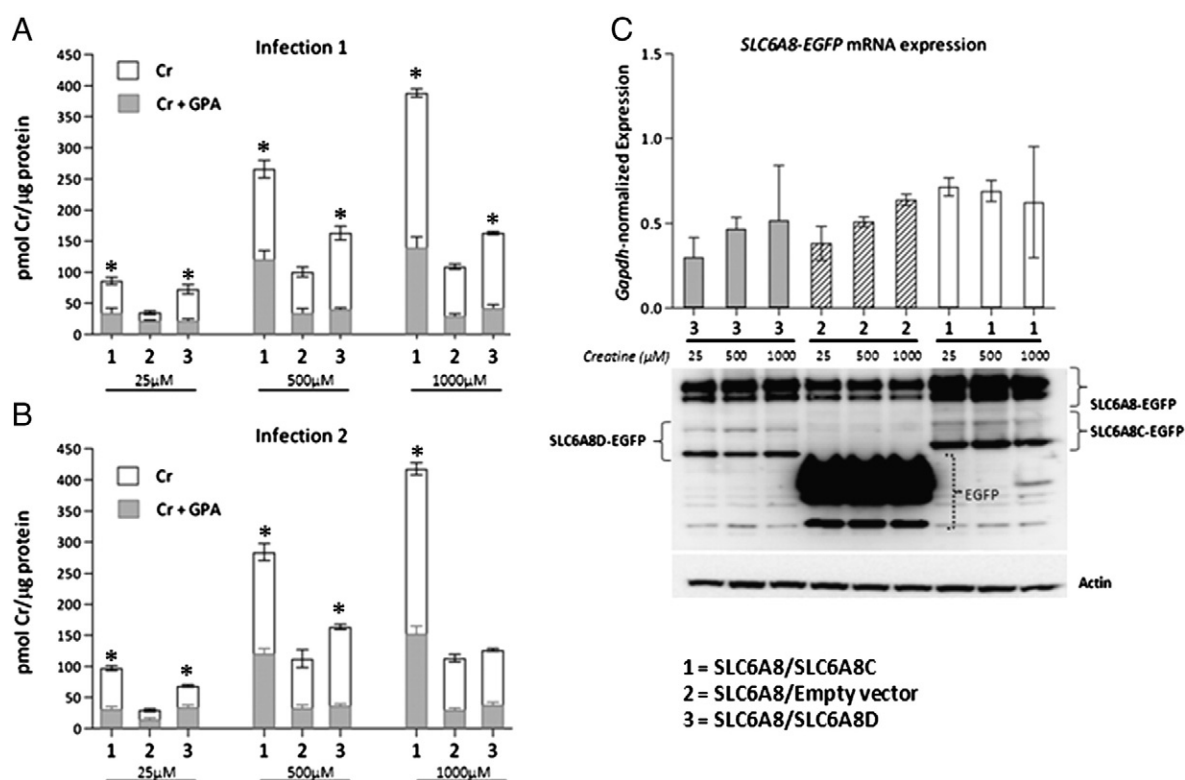 A
Infection 1
450
400
350
300
250
200
150
100
50
0
pmol Cr/µg protein
Cr
Cr + GPA
* * * * * *
1 2 3 1 2 3 1 2 3
25µM 500µM 1000µM
B
Infection 2
450
400
350
300
250
200
150
100
50
0
pmol Cr/µg protein
Cr
Cr + GPA
* * * * *
1 2 3 1 2 3 1 2 3
25µM 500µM 1000µM
C
SLC6A8-EGFP mRNA expression
1.5
1.0
0.5
0.0
Gapdh-normalized Expression
3 3 3 2 2 2 1 1 1
Creatine (µM) 25 500 1000 25 500 1000 25 500 1000
SLC6A8-EGFP
SLC6A8C-EGFP
SLC6A8D-EGFP
EGFP
Actin
1 = SLC6A8/SLC6A8C
2 = SLC6A8/Empty vector
3 = SLC6A8/SLC6A8D